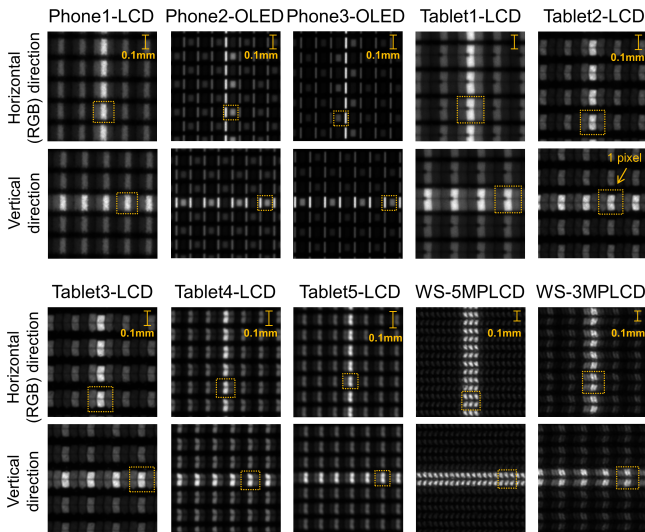 Phone1-LCD Phone2-OLED Phone3-OLED Tablet1-LCD Tablet2-LCD
Horizontal
(RGB) direction
0.1mm 0.1mm 0.1mm 0.1mm 0.1mm
Vertical
direction
1 pixel
Tablet3-LCD Tablet4-LCD Tablet5-LCD WS-5MPLCD WS-3MPLCD
Horizontal
(RGB) direction
0.1mm 0.1mm 0.1mm 0.1mm 0.1mm
Vertical
direction